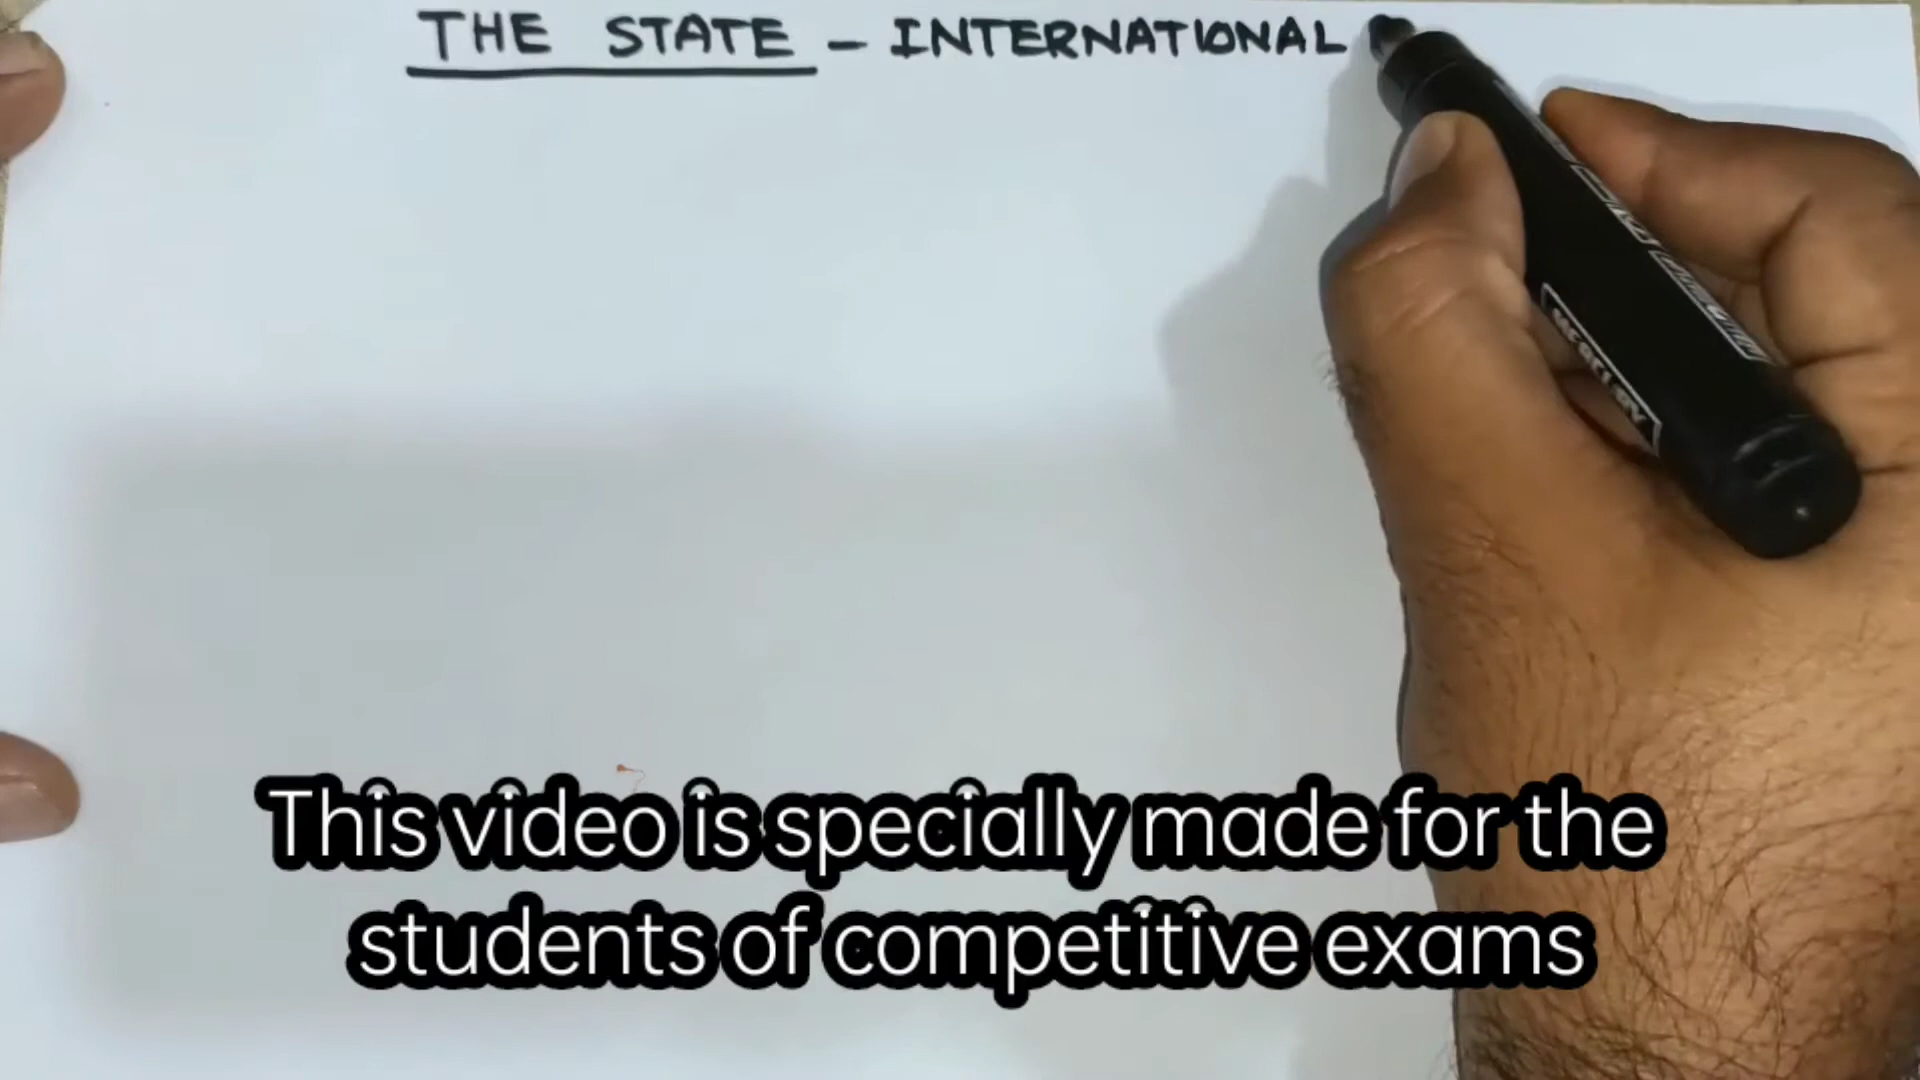 THE STATE – INTERNATIONAL
This video is specially made for the
students of competitive exams